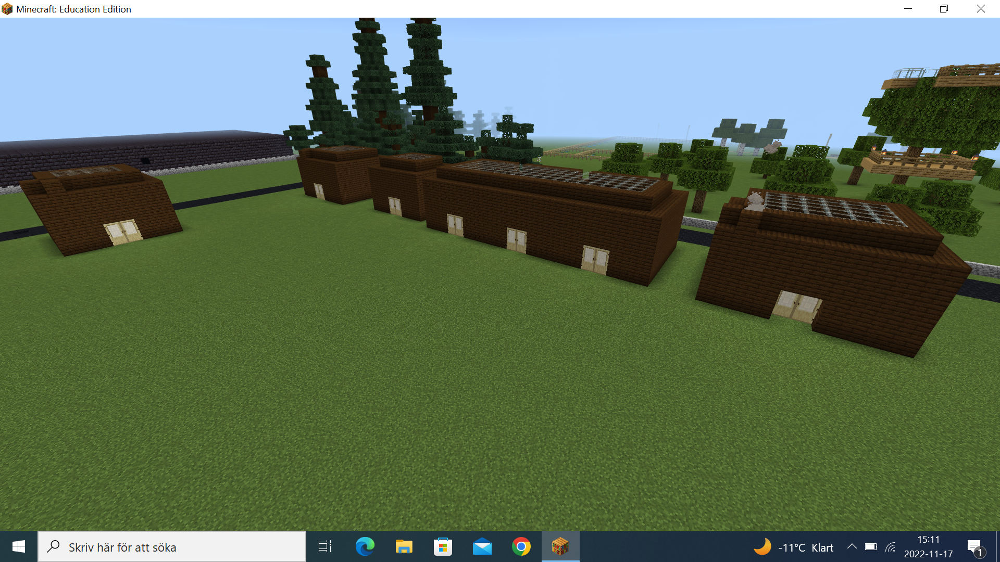 Minecraft: Education Edition
Skriv här för att söka
-11°C Klart
15:11
2022-11-17
1